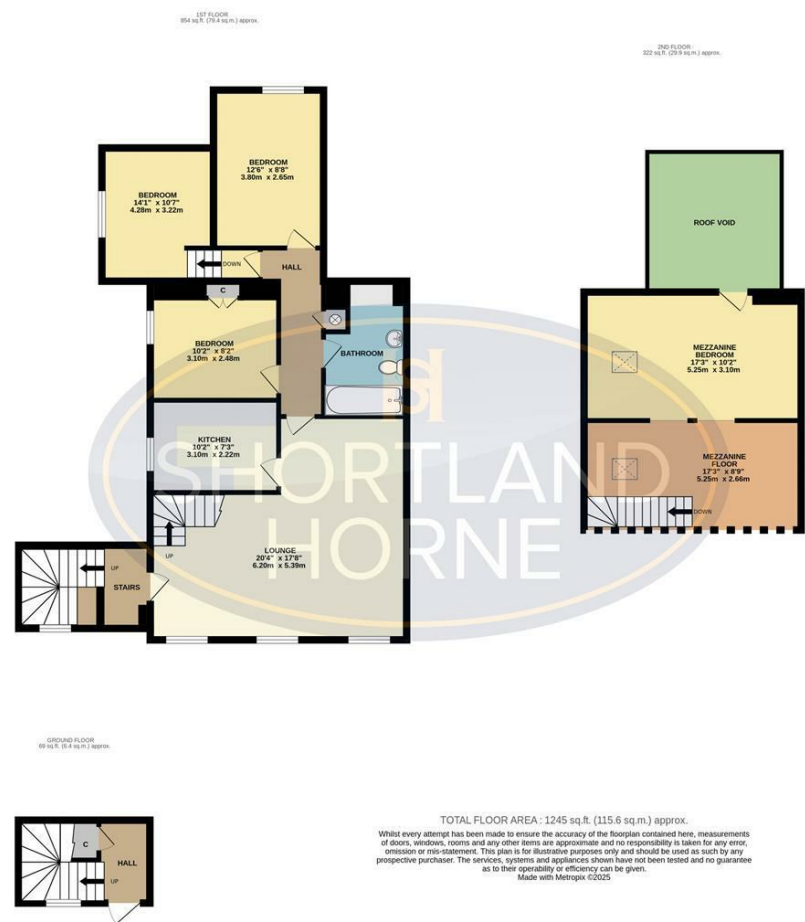 1ST FLOOR
854 sq.ft. (79.4 sq.m.) approx.
2ND FLOOR
322 sq.ft. (29.9 sq.m.) approx.
BEDROOM
12'6" x 8'8"
3.80m x 2.65m
BEDROOM
14'1" x 10'7"
4.28m x 3.22m
DOWN
HALL
C
BEDROOM
10'2" x 8'2"
3.10m x 2.48m
BATHROOM
KITCHEN
10'2" x 7'3"
3.10m x 2.22m
UP
LOUNGE
20'4" x 17'8"
6.20m x 5.39m
UP
STAIRS
ROOF VOID
MEZZANINE
BEDROOM
17'3" x 10'2"
5.25m x 3.10m
MEZZANINE
FLOOR
17'3" x 8'9"
5.25m x 2.66m
DOWN
SH
SHORTLAND
HORNE
GROUND FLOOR
69 sq.ft. (6.4 sq.m.) approx.
C
HALL
UP
TOTAL FLOOR AREA : 1245 sq.ft. (115.6 sq.m.) approx.
Whilst every attempt has been made to ensure the accuracy of the floorplan contained here, measurements
of doors, windows, rooms and any other items are approximate and no responsibility is taken for any error,
omission or mis-statement. This plan is for illustrative purposes only and should be used as such by any
prospective purchaser. The services, systems and appliances shown have not been tested and no guarantee
as to their operability or efficiency can be given.
Made with Metropix ©2025